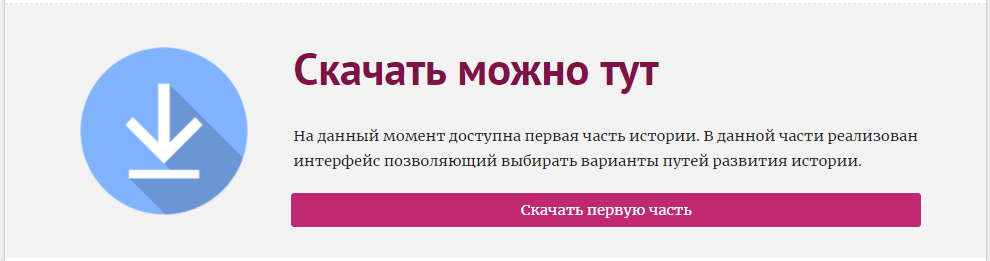 Скачать можно тут
На данный момент доступна первая часть истории. В данной части реализован
интерфейс позволяющий выбирать варианты путей развития истории.
Скачать первую часть